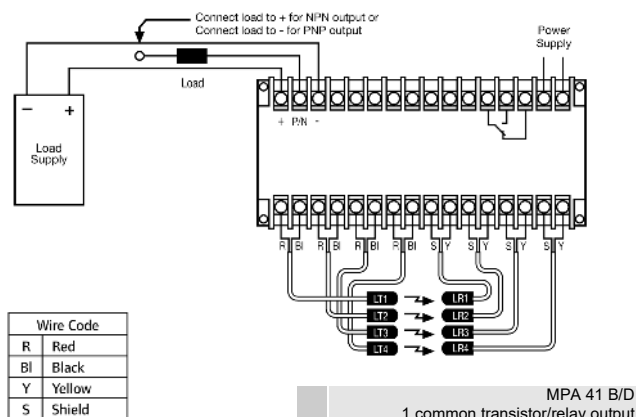 Connect load to + for NPN output or
Connect load to - for PNP output
Power
Supply
Load
- +
Load
Supply
+ P/N -
R Bl R Bl R Bl R Bl S Y S Y S Y S Y
LT1 LR1
LT2 LR2
LT3 LR3
LT4 LR4
Wire Code
R Red
Bl Black
Y Yellow
S Shield
MPA 41 B/D
1 common transistor/relay output